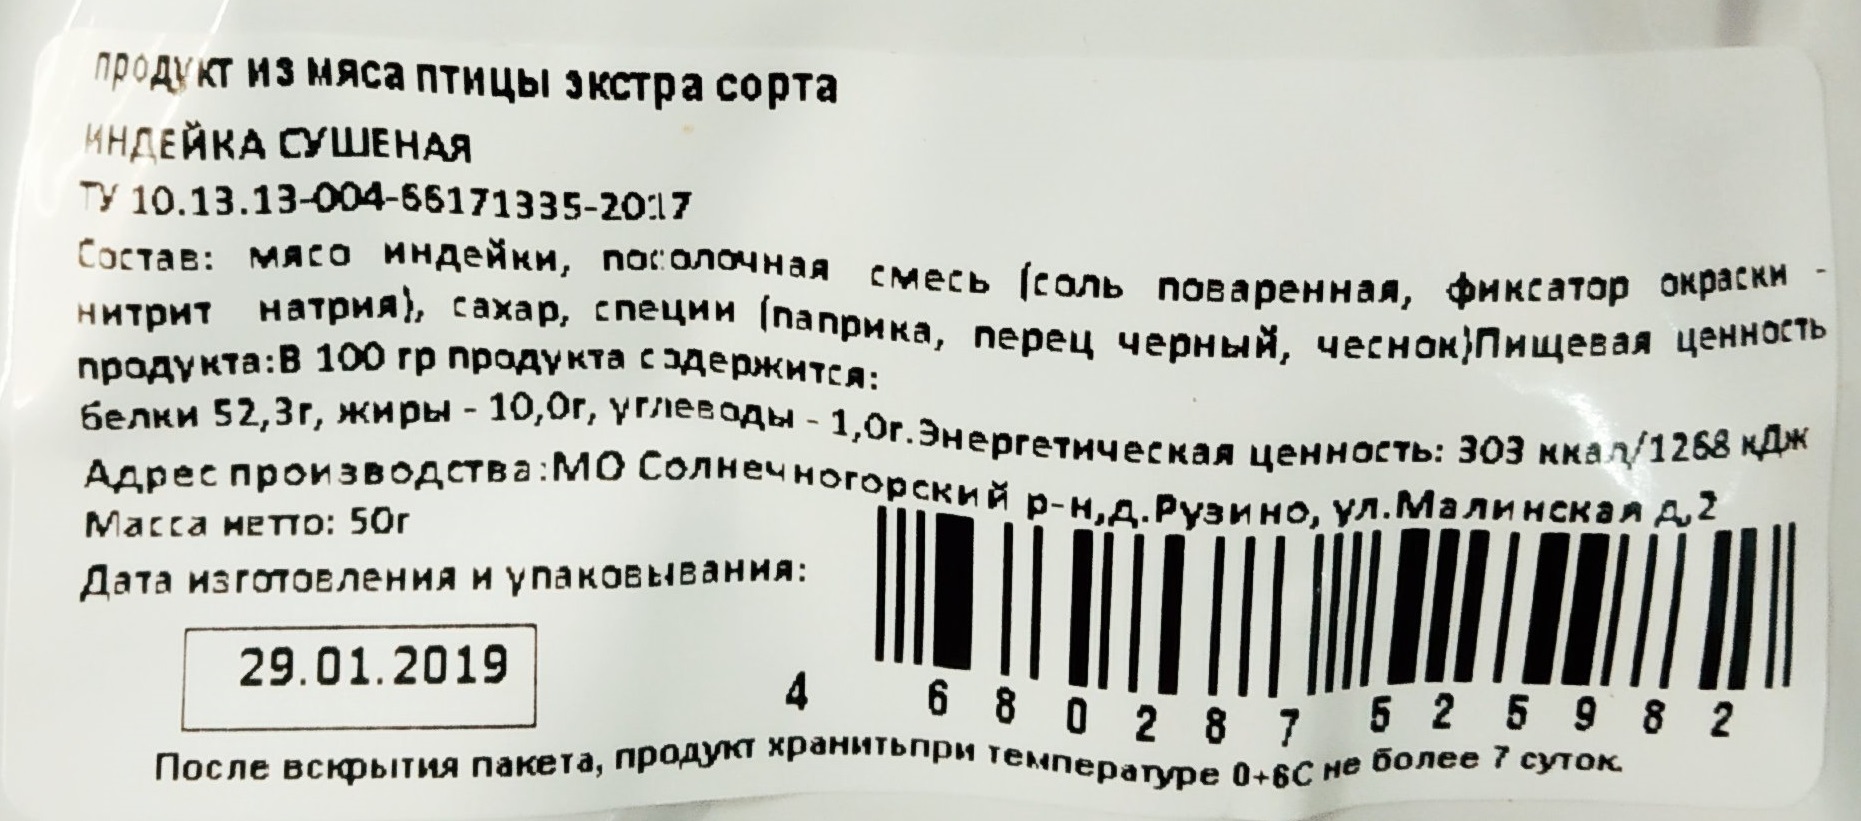 продукт из мяса птицы экстра сорта
ИНДЕЙКА СУШЕНАЯ
ТУ 10.13.13-004-66171335-2017
Состав: мясо индейки, посолочная смесь (соль поваренная, фиксатор окраски -
нитрит натрия), сахар, специи (паприка, перец черный, чеснок)Пищевая ценность
продукта:В 100 гр продукта содержится:
белки 52,3г, жиры - 10,0г, углеводы - 1,0г.Энергетическая ценность: 303 ккал/1268 кДж
Адрес производства:МО Солнечногорский р-н,д.Рузино, ул.Малинская д,2
Масса нетто: 50г
Дата изготовления и упаковывания:
29.01.2019
4 680287 525982
После вскрытия пакета, продукт хранитьпри температуре 0+6С не более 7 суток.